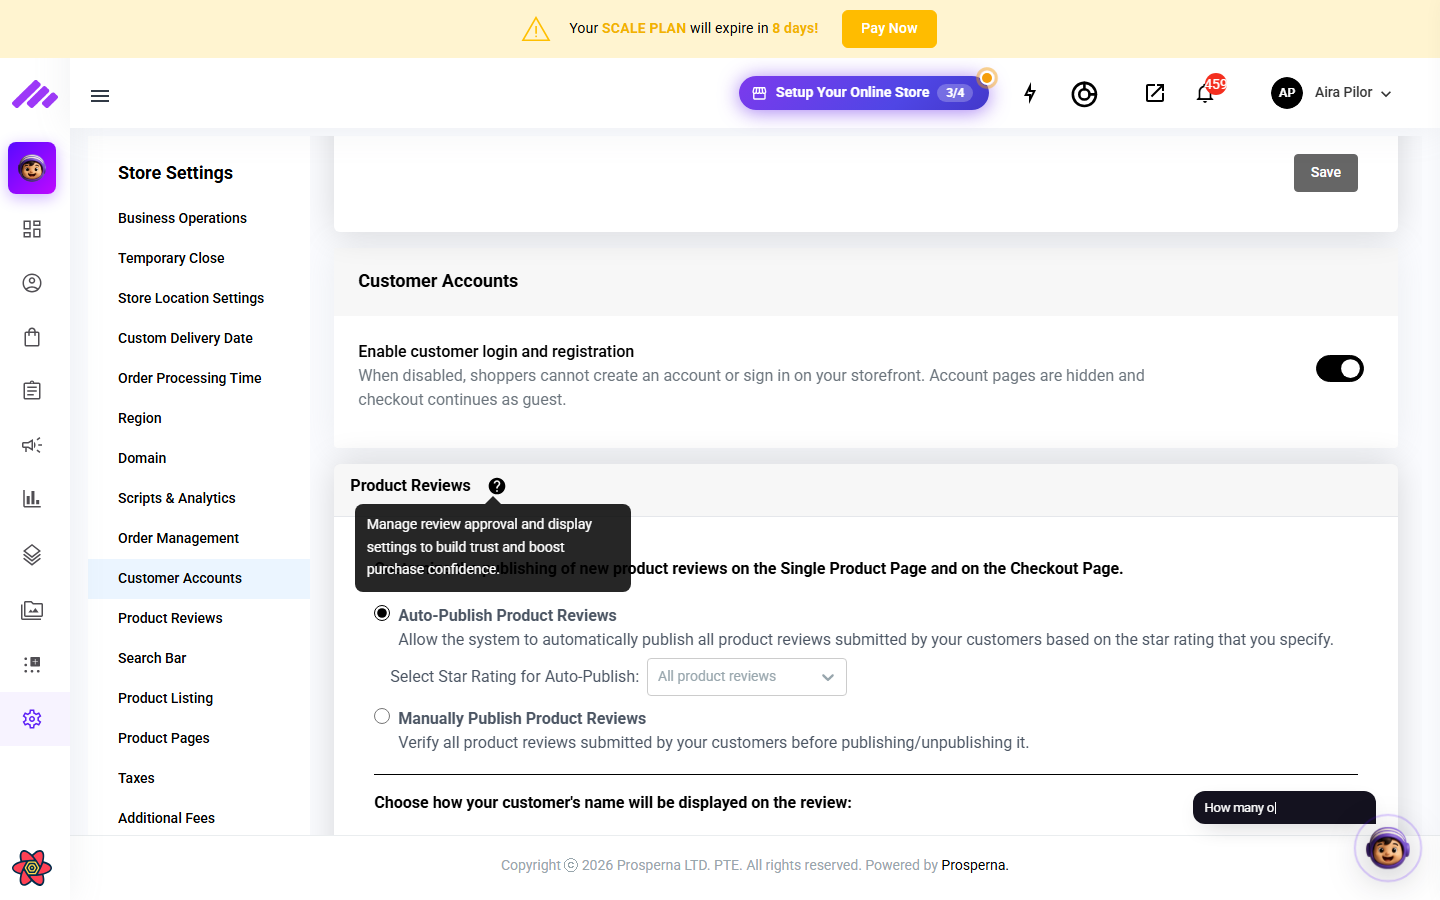 Your SCALE PLAN will expire in 8 days!
Pay Now
Setup Your Online Store 3/4
459
AP
Aira Pilor
Store Settings
Business Operations
Temporary Close
Store Location Settings
Custom Delivery Date
Order Processing Time
Region
Domain
Scripts & Analytics
Order Management
Customer Accounts
Product Reviews
Search Bar
Product Listing
Product Pages
Taxes
Additional Fees
Save
Customer Accounts
Enable customer login and registration
When disabled, shoppers cannot create an account or sign in on your storefront. Account pages are hidden and
checkout continues as guest.
Product Reviews ?
Manage review approval and display
settings to build trust and boost
purchase confidence.
publishing of new product reviews on the Single Product Page and on the Checkout Page.
Auto-Publish Product Reviews
Allow the system to automatically publish all product reviews submitted by your customers based on the star rating that you specify.
Select Star Rating for Auto-Publish: All product reviews
Manually Publish Product Reviews
Verify all product reviews submitted by your customers before publishing/unpublishing it.
Choose how your customer's name will be displayed on the review:
How many o
Copyright © 2026 Prosperna LTD. PTE. All rights reserved. Powered by Prosperna.